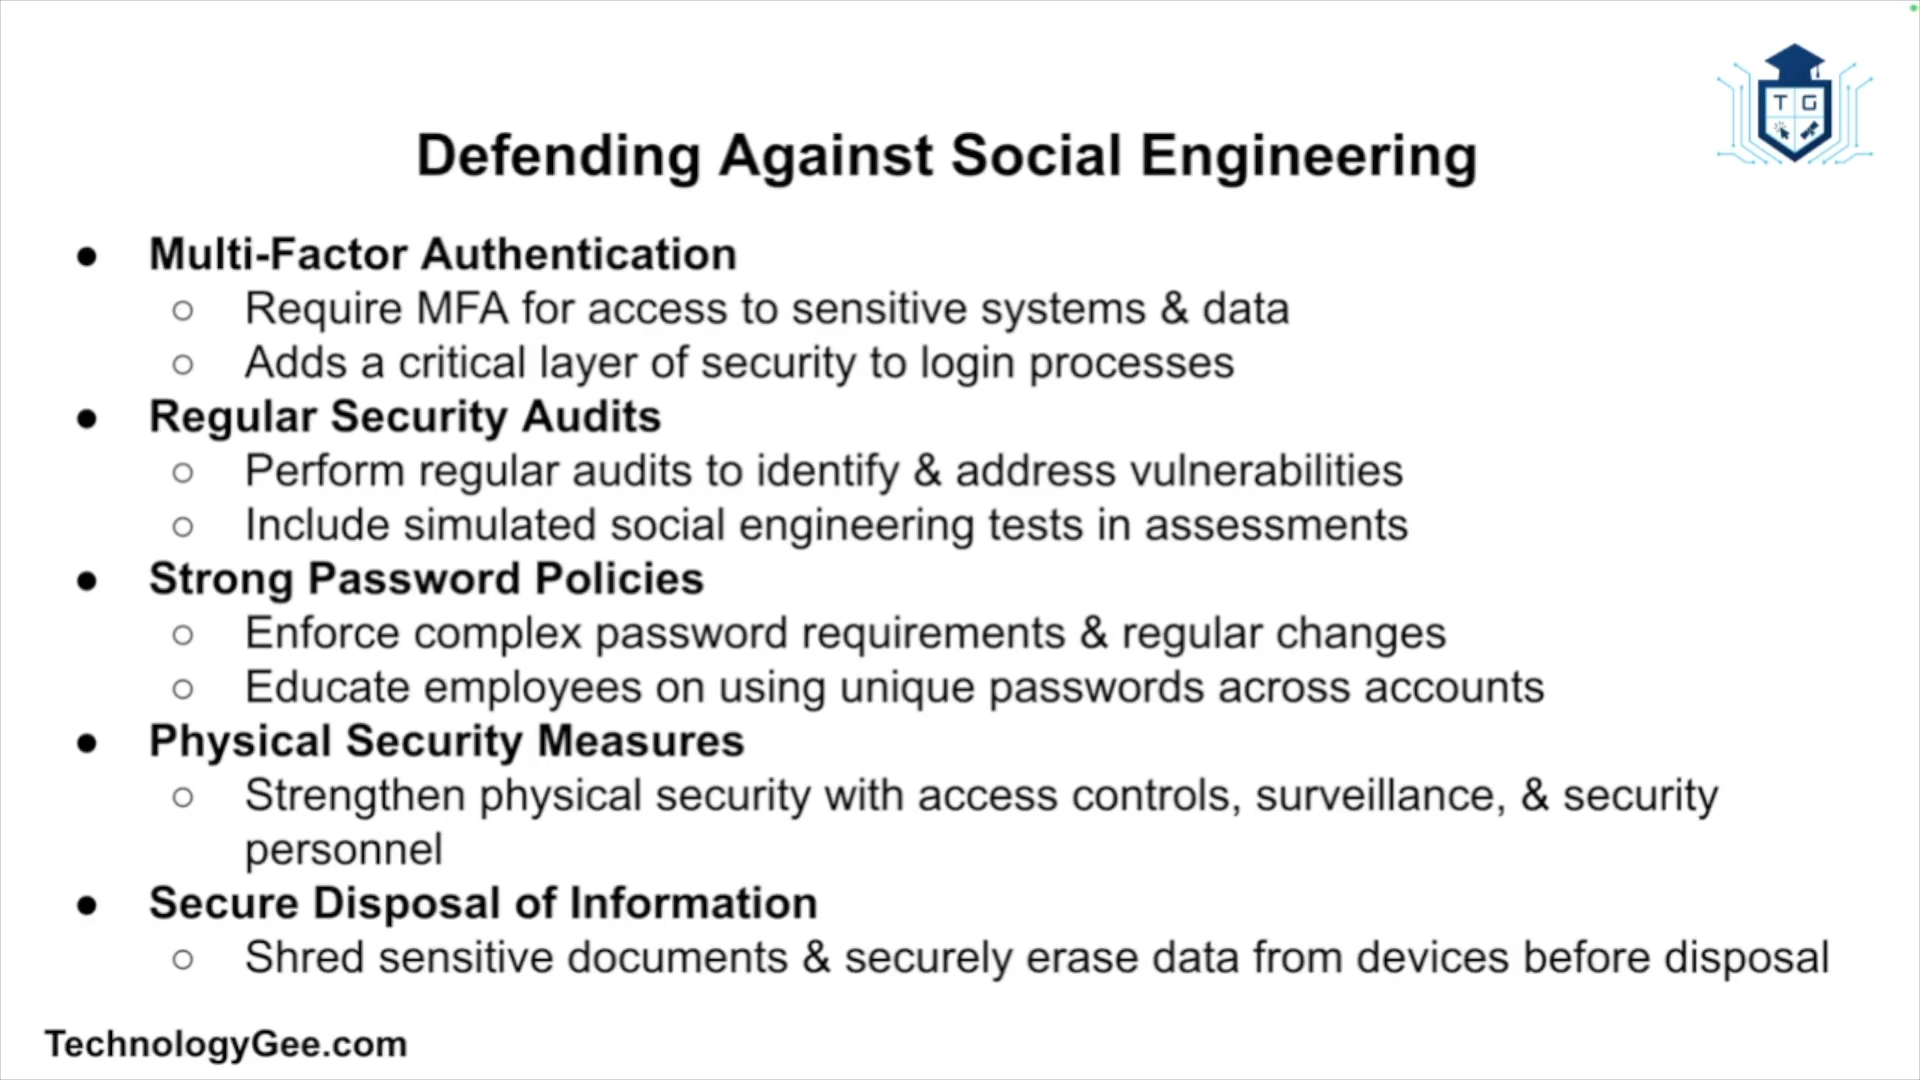 T G
Defending Against Social Engineering
● Multi-Factor Authentication
○ Require MFA for access to sensitive systems & data
○ Adds a critical layer of security to login processes
● Regular Security Audits
○ Perform regular audits to identify & address vulnerabilities
○ Include simulated social engineering tests in assessments
● Strong Password Policies
○ Enforce complex password requirements & regular changes
○ Educate employees on using unique passwords across accounts
● Physical Security Measures
○ Strengthen physical security with access controls, surveillance, & security
personnel
● Secure Disposal of Information
○ Shred sensitive documents & securely erase data from devices before disposal
TechnologyGee.com